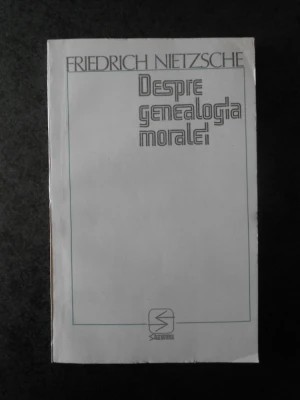 FRIEDRICH NIETZSCHE
Despre
genealogia
moralei